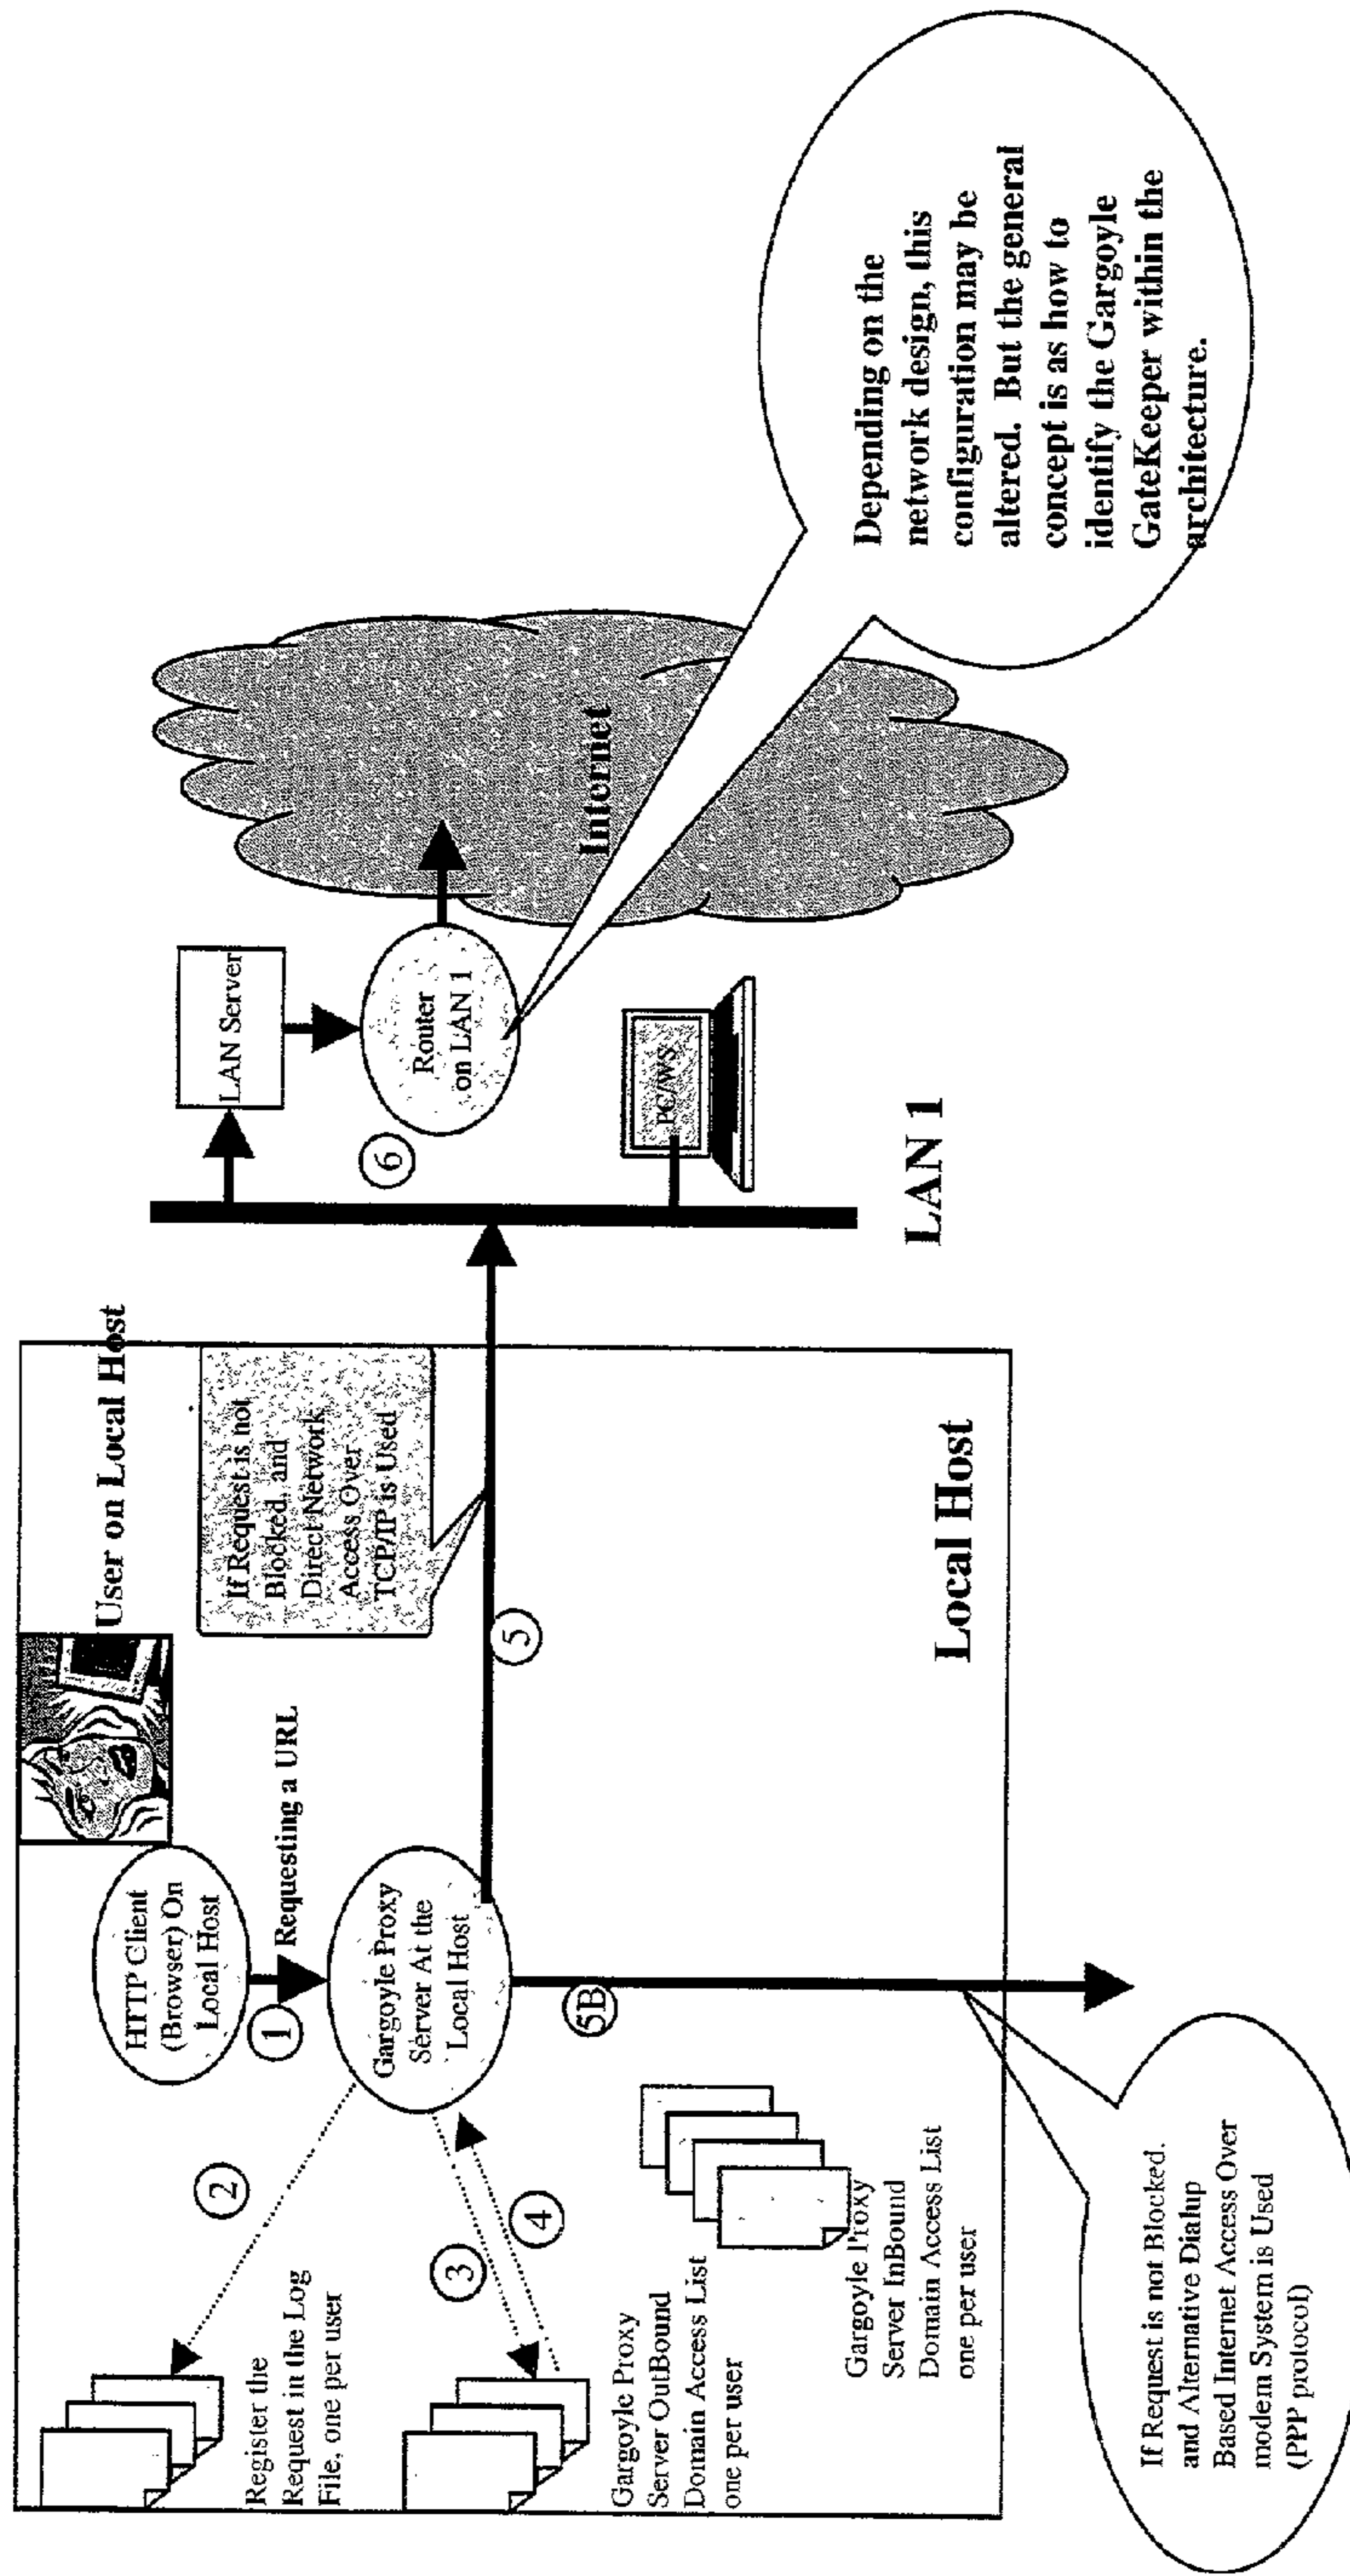 User on Local Host
HTTP Client
(Browser) On
Local Host
1
Requesting a URL
Gargoyle Proxy
Server At the
Local Host
2
Register the
Request in the Log
File, one per user
3
4
Gargoyle Proxy
Server OutBound
Domain Access List
one per user
Gargoyle Proxy
Server InBound
Domain Access List
one per user
If Request is not
Blocked, and
Direct Network
Access Over
TCP/IP is Used
5
5B
Local Host
If Request is not Blocked.
and Alternative Dialup
Based Internet Access Over
modem System is Used
(PPP protocol)
LAN Server
6
Router
on LAN 1
PC/WS
LAN 1
Internet
Depending on the
network design, this
configuration may be
altered. But the general
concept is as how to
identify the Gargoyle
GateKeeper within the
architecture.